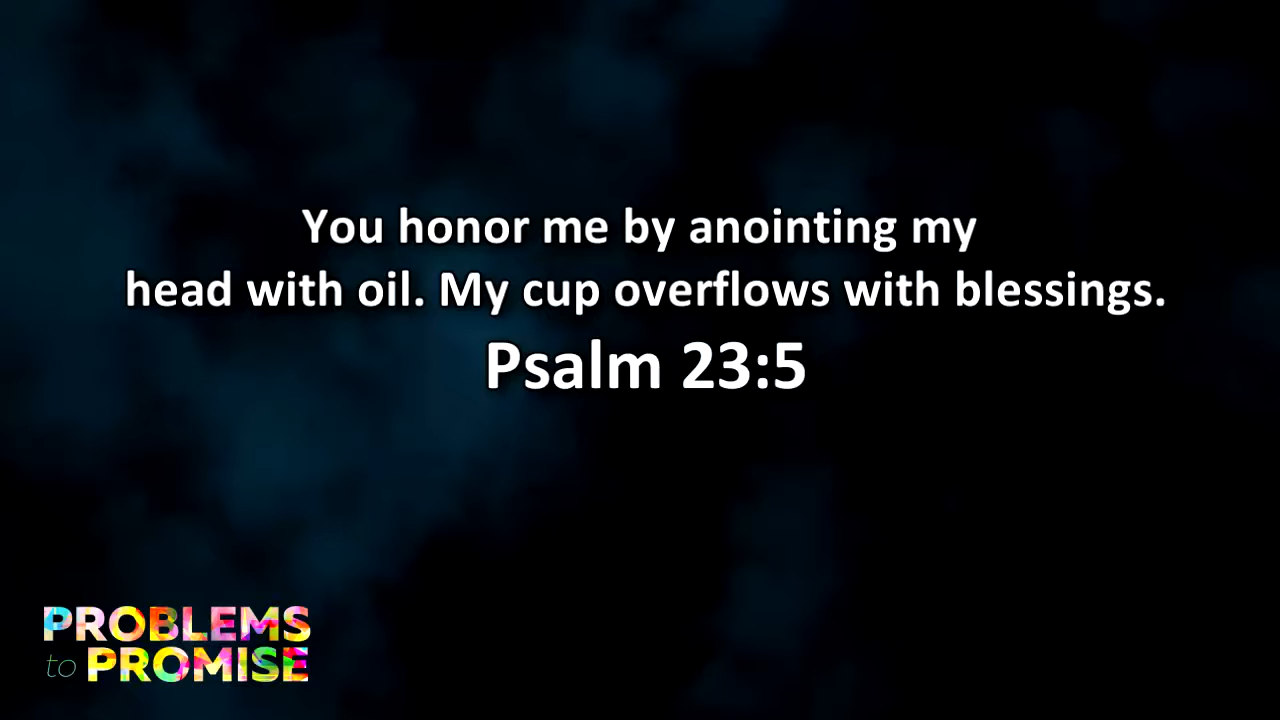 You honor me by anointing my
head with oil. My cup overflows with blessings.
Psalm 23:5
PROBLEMS
to PROMISE